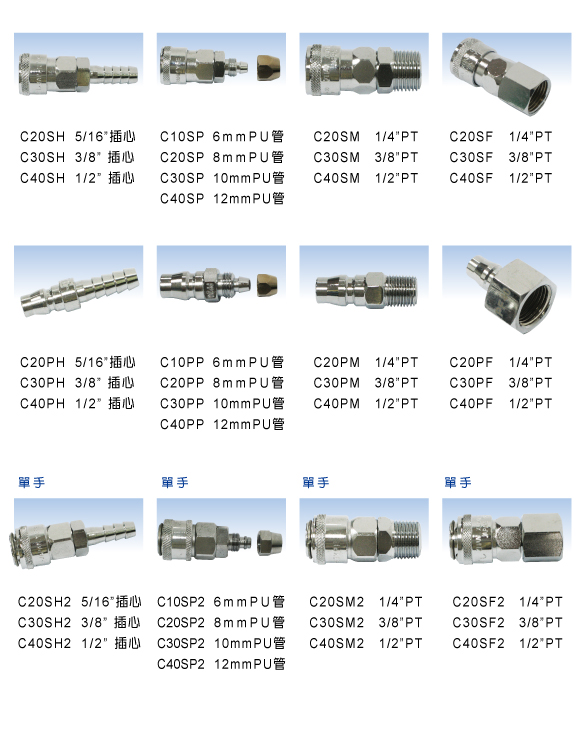 C20SH 5/16”插心
C30SH 3/8” 插心
C40SH 1/2” 插心
C10SP 6mmPU管
C20SP 8mmPU管
C30SP 10mmPU管
C40SP 12mmPU管
C20SM 1/4”PT
C30SM 3/8”PT
C40SM 1/2”PT
C20SF 1/4”PT
C30SF 3/8”PT
C40SF 1/2”PT
C20PH 5/16”插心
C30PH 3/8” 插心
C40PH 1/2” 插心
C10PP 6mmPU管
C20PP 8mmPU管
C30PP 10mmPU管
C40PP 12mmPU管
C20PM 1/4”PT
C30PM 3/8”PT
C40PM 1/2”PT
C20PF 1/4”PT
C30PF 3/8”PT
C40PF 1/2”PT
單手
C20SH2 5/16”插心
C30SH2 3/8” 插心
C40SH2 1/2” 插心
單手
C10SP2 6mmPU管
C20SP2 8mmPU管
C30SP2 10mmPU管
C40SP2 12mmPU管
單手
C20SM2 1/4”PT
C30SM2 3/8”PT
C40SM2 1/2”PT
單手
C20SF2 1/4”PT
C30SF2 3/8”PT
C40SF2 1/2”PT